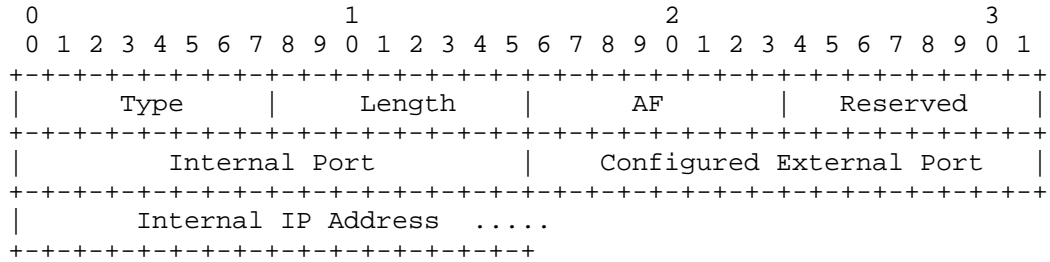 0                   1                   2                   3
 0 1 2 3 4 5 6 7 8 9 0 1 2 3 4 5 6 7 8 9 0 1 2 3 4 5 6 7 8 9 0 1
+-+-+-+-+-+-+-+-+-+-+-+-+-+-+-+-+-+-+-+-+-+-+-+-+-+-+-+-+-+-+-+-+
|      Type     |     Length    |      AF       |   Reserved    |
+-+-+-+-+-+-+-+-+-+-+-+-+-+-+-+-+-+-+-+-+-+-+-+-+-+-+-+-+-+-+-+-+
|         Internal Port         |    Configured External Port   |
+-+-+-+-+-+-+-+-+-+-+-+-+-+-+-+-+-+-+-+-+-+-+-+-+-+-+-+-+-+-+-+-+
|       Internal IP Address  .....
+-+-+-+-+-+-+-+-+-+-+-+-+-+-+-+-+